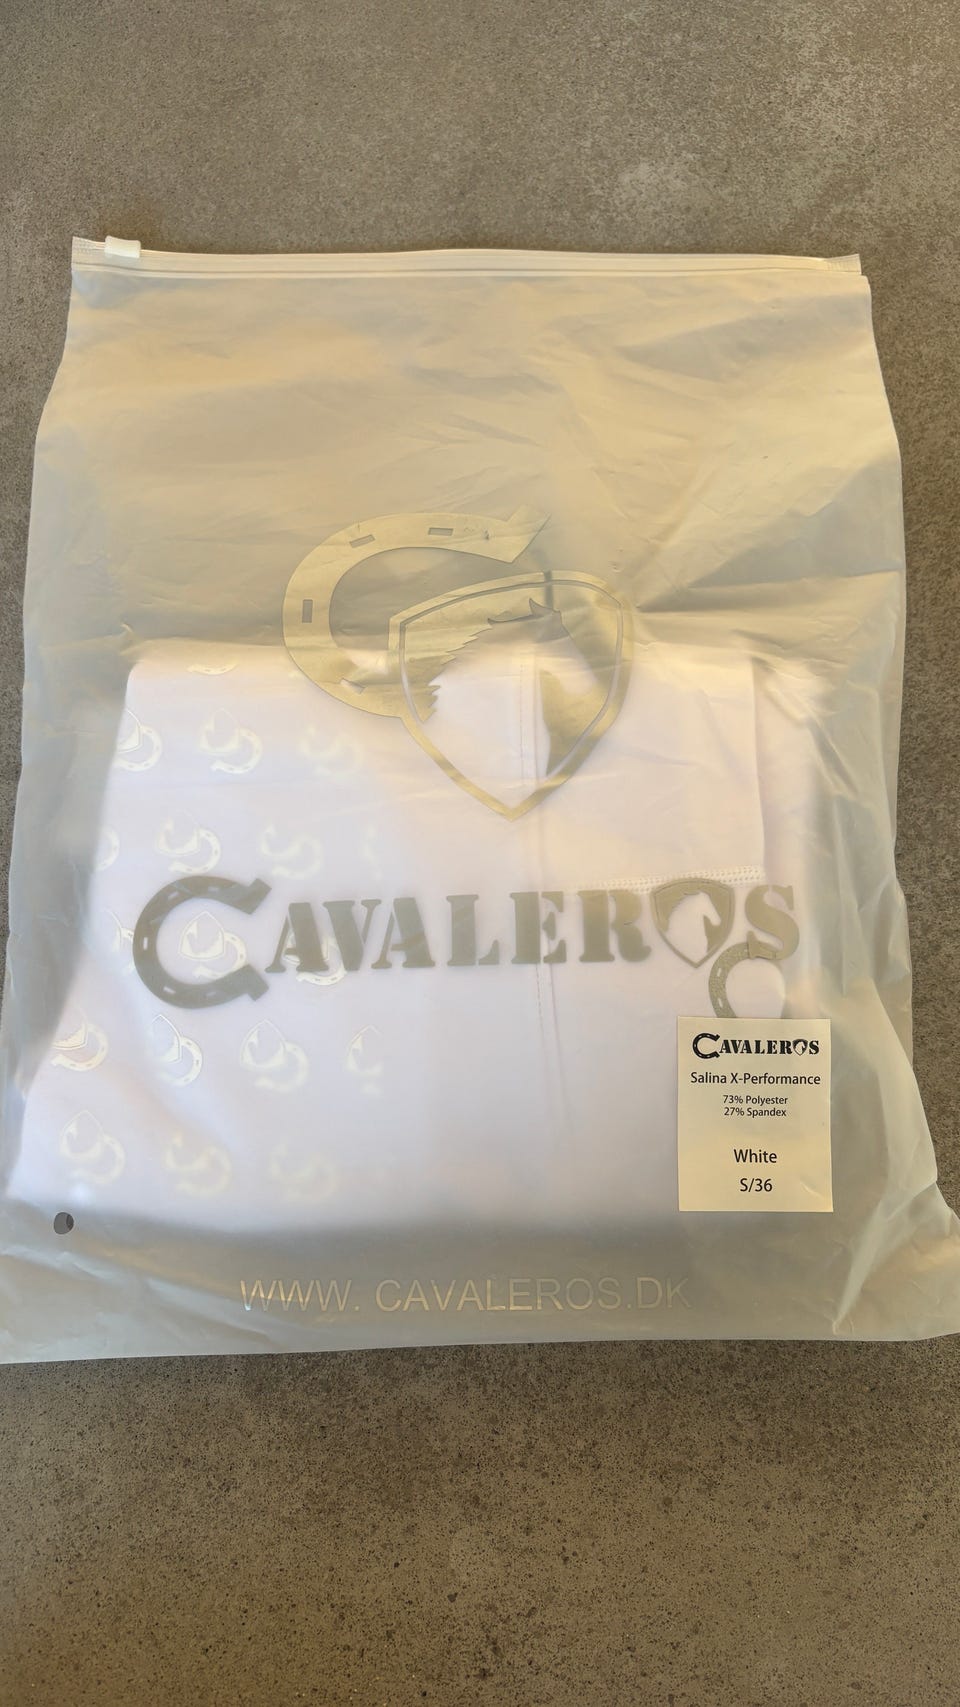 CAVALEROS
CAVALEROS
Salina X-Performance
73% Polyester
27% Spandex
White
S/36
WWW. CAVALEROS.DK